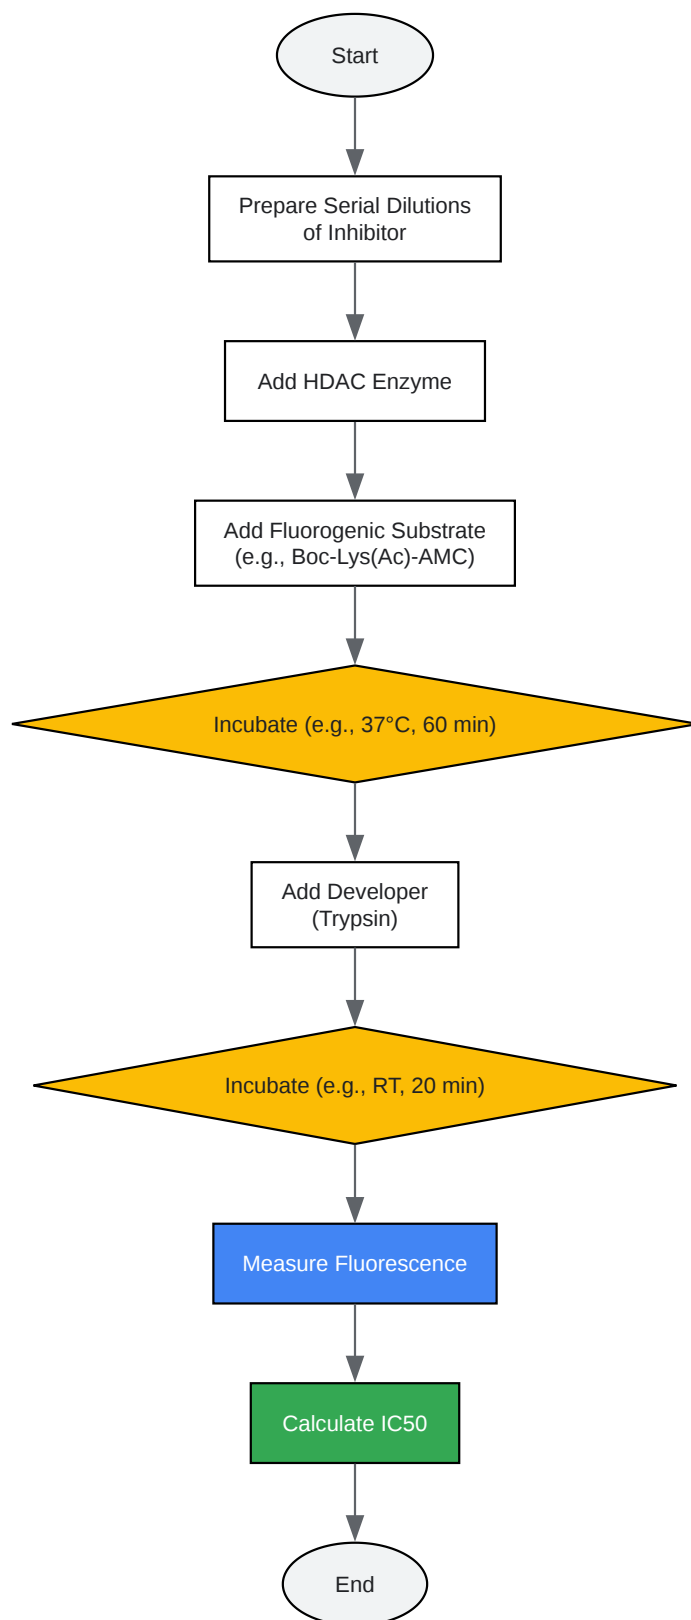 Start
Prepare Serial Dilutions
of Inhibitor
Add HDAC Enzyme
Add Fluorogenic Substrate
(e.g., Boc-Lys(Ac)-AMC)
Incubate (e.g., 37°C, 60 min)
Add Developer
(Trypsin)
Incubate (e.g., RT, 20 min)
Measure Fluorescence
Calculate IC50
End